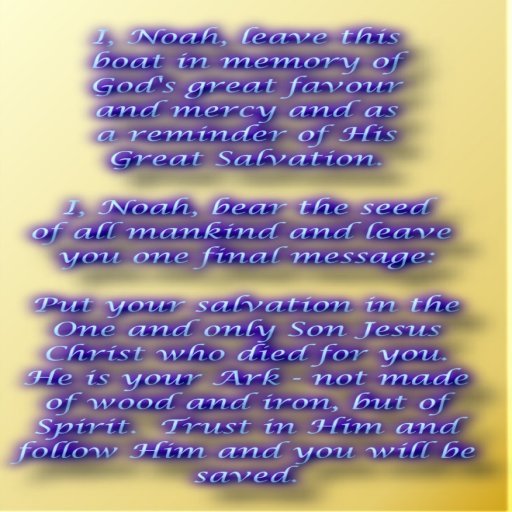 I, Noah, leave this
boat in memory of
God's great favour
and mercy and as
a reminder of His
Great Salvation.
I, Noah, bear the seed
of all mankind and leave
you one final message:
Put your salvation in the
One and only Son Jesus
Christ who died for you.
He is your Ark - not made
of wood and iron, but of
Spirit. Trust in Him and
follow Him and you will be
saved.